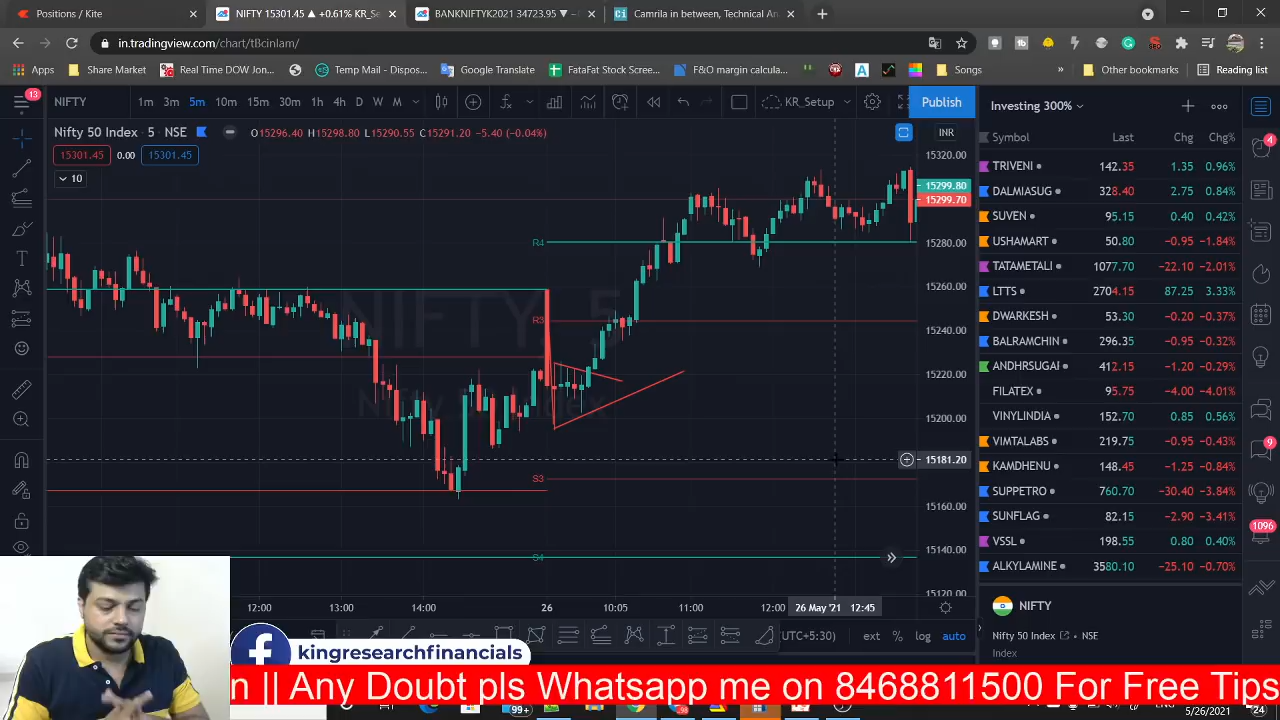 Positions / Kite
NIFTY 15301.45 ▲ +0.61% KR_Se
BANKNIFTYK2021 34723.95 ▼
Camrila in between, Technical An
in.tradingview.com/chart/tBcinlam/
Apps
Share Market
Real Time DOW Jon...
Temp Mail - Dispos...
Google Translate
FataFat Stock Scree...
F&O margin calcula...
Songs
Other bookmarks
Reading list
13
NIFTY
1m 3m 5m 10m 15m 30m 1h 4h D W M
KR_Setup
Publish
Investing 300%
Nifty 50 Index · 5 · NSE
O15296.40 H15298.80 L15290.55 C15291.20 −5.40 (−0.04%)
INR
15301.45 0.00 15301.45
10
Symbol Last Chg Chg%
TRIVENI 142.35 1.35 0.96%
DALMIASUG 328.40 2.75 0.84%
SUVEN 95.15 0.40 0.42%
USHAMART 50.80 −0.95 −1.84%
TATAMETALI 1077.70 −22.10 −2.01%
LTTS 2704.15 87.25 3.33%
DWARKESH 53.30 −0.20 −0.37%
BALRAMCHIN 296.35 −0.95 −0.32%
ANDHRSUGAI 412.15 −1.20 −0.29%
FILATEX 95.75 −4.00 −4.01%
VINYLINDIA 152.70 0.85 0.56%
VIMTALABS 219.75 −0.95 −0.43%
KAMDHENU 148.45 −1.25 −0.84%
SUPPETRO 760.70 −30.40 −3.84%
SUNFLAG 82.15 −2.90 −3.41%
VSSL 198.55 0.80 0.40%
ALKYLAMINE 3580.10 −25.10 −0.70%
4
9
1096
15320.00
15299.80
15299.70
15280.00
15260.00
15240.00
15220.00
15200.00
15181.20
15160.00
15140.00
15120.00
R4
R3
S3
S4
NIFTY, 5
Nifty 50 Index
12:00 13:00 14:00 26 10:05 11:00 12:00 26 May '21 12:45
NIFTY
Nifty 50 Index · NSE
Index
(UTC+5:30) ext % log auto
kingresearchfinancials
n || Any Doubt pls Whatsapp me on 8468811500 For Free Tips
99+
5/26/2021
24